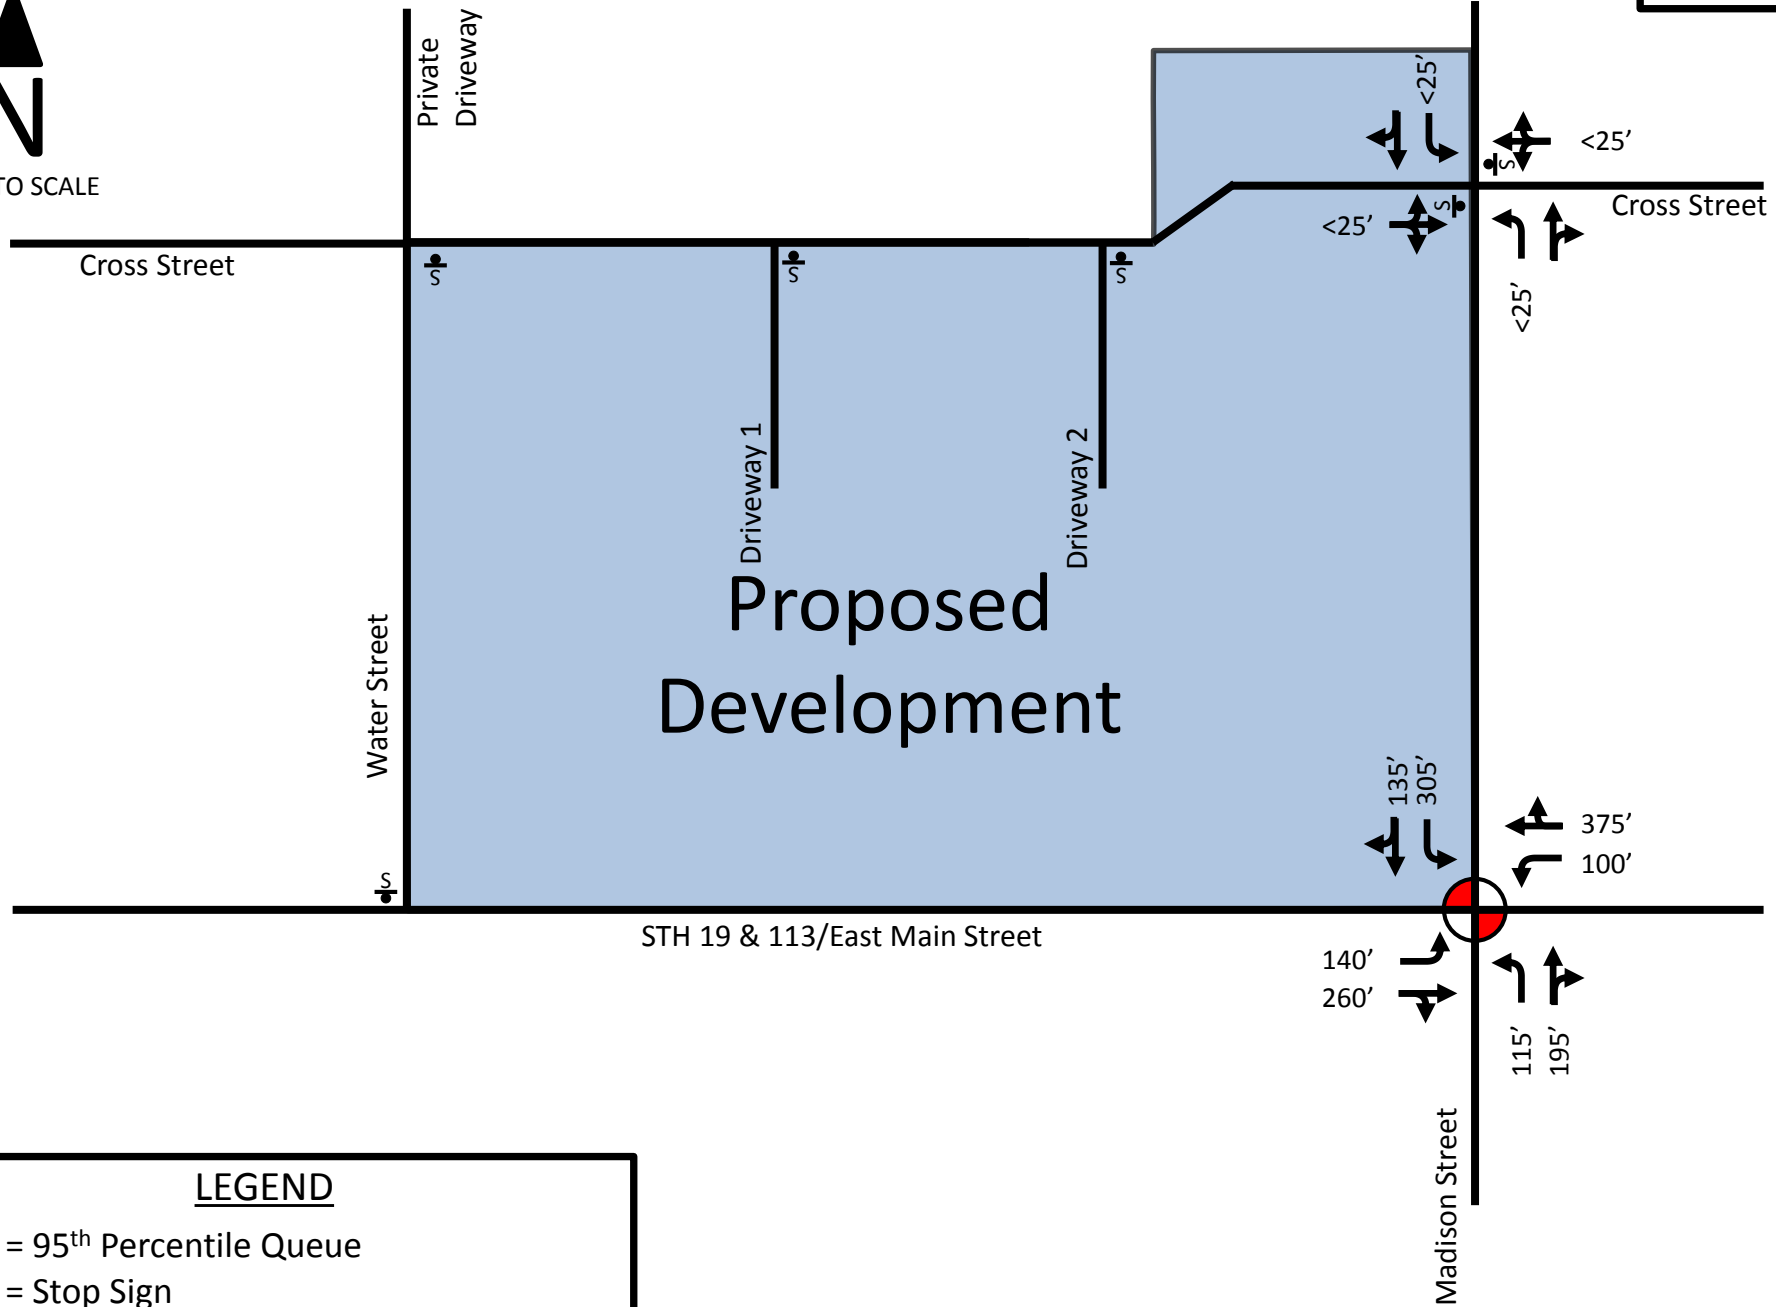 N
TO SCALE
Private
Driveway
<25’
<25’
S
Cross Street
S
<25’
<25’
Cross Street
S
S
S
Driveway 1
Driveway 2
Proposed
Development
Water Street
135’
305’
375’
100’
S
STH 19 & 113/East Main Street
140’
260’
115’
195’
Madison Street
LEGEND
= 95th Percentile Queue
= Stop Sign